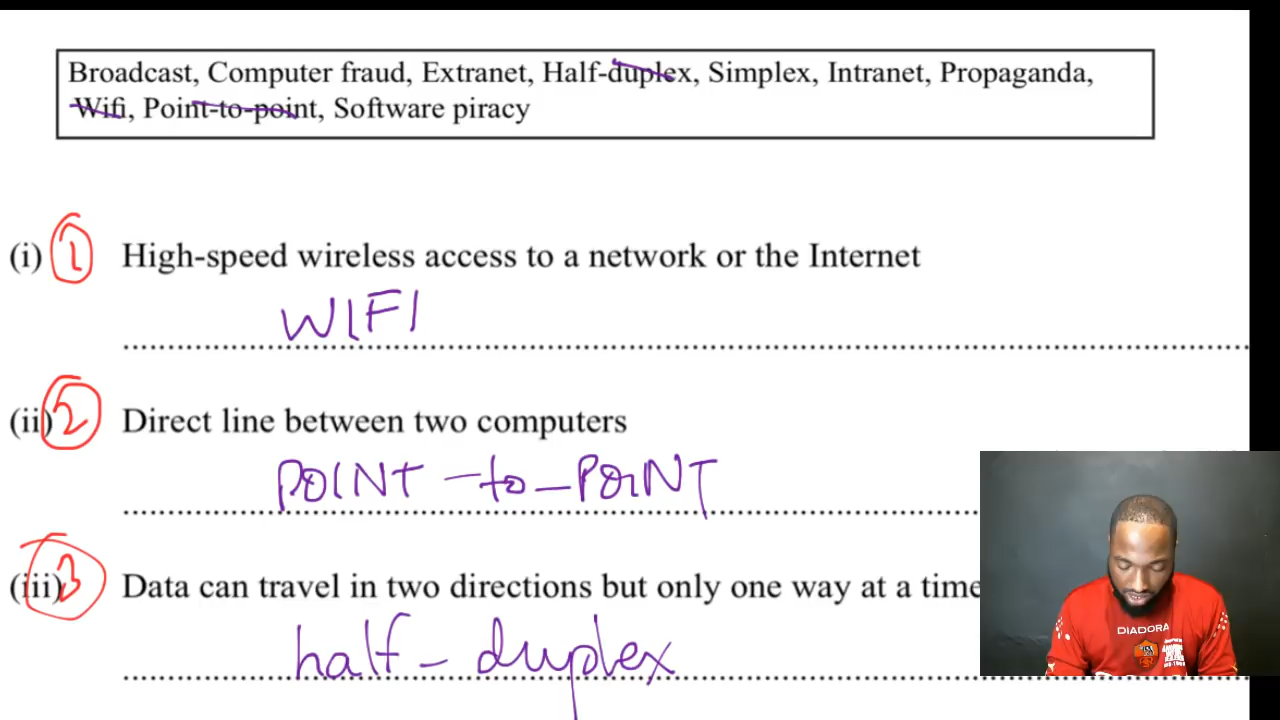 Broadcast, Computer fraud, Extranet, Half-duplex, Simplex, Intranet, Propaganda,
Wifi, Point-to-point, Software piracy
(i) 1 High-speed wireless access to a network or the Internet
WIFI
(ii) 2 Direct line between two computers
POINT-to-POINT
(iii) 3 Data can travel in two directions but only one way at a time
half-duplex
DIADORA